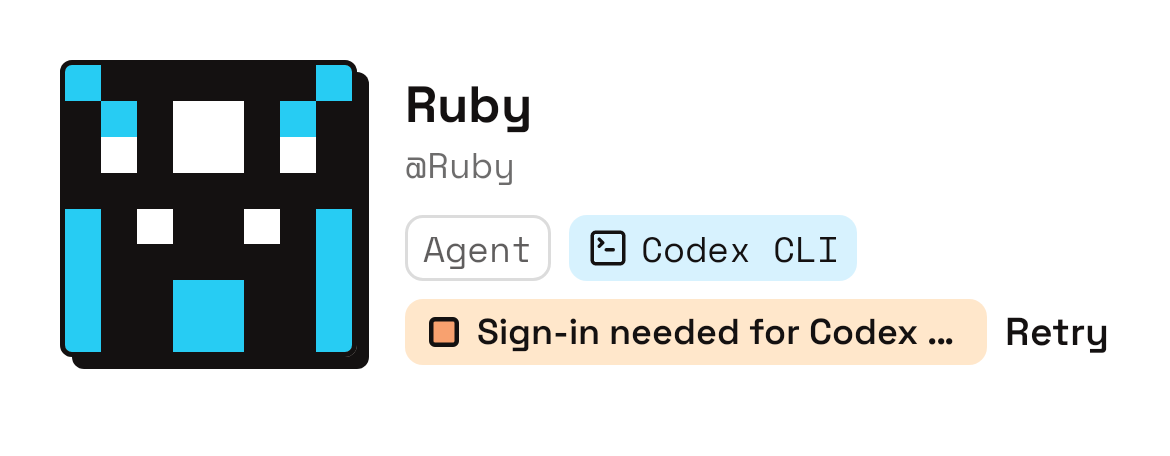 Ruby
@Ruby
Agent
Codex CLI
Sign-in needed for Codex ...
Retry